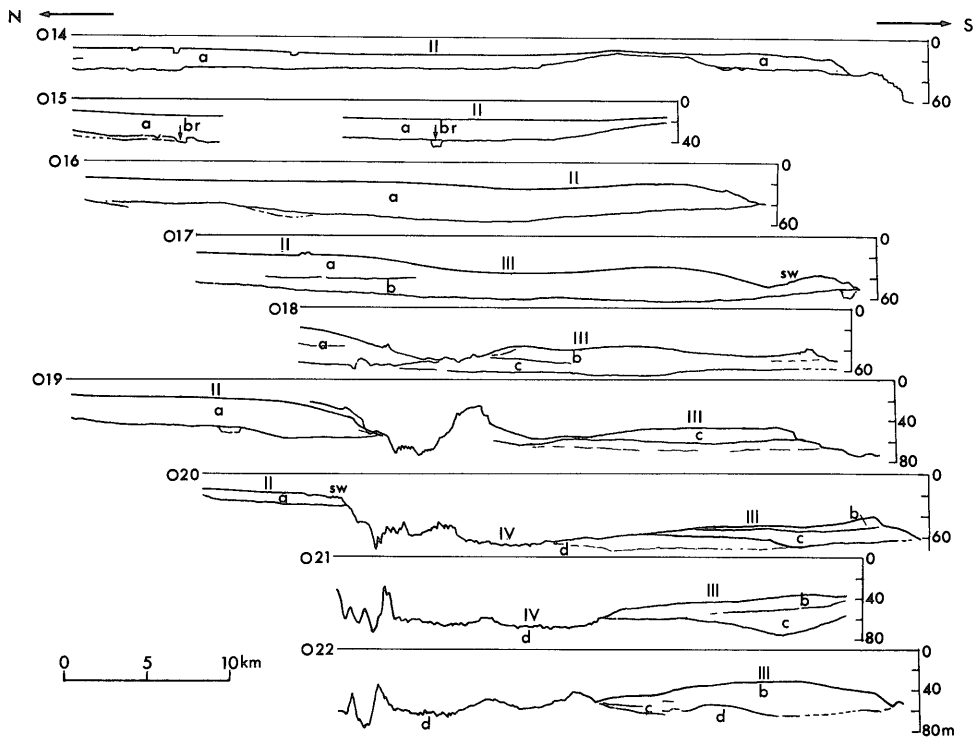 N S
O14 II 0
a a
60
O15 II 0
a br a br
40
O16 II 0
a
60
O17 II 0
a III sw
b
60
O18 III 0
a b
c
60
O19 II 0
a III
c 40
80
O20 II sw 0
a III b
IV c
d 60
O21 0
III b 40
IV
d c
80
O22 0
III
b 40
c d
d 80m
0 5 10km